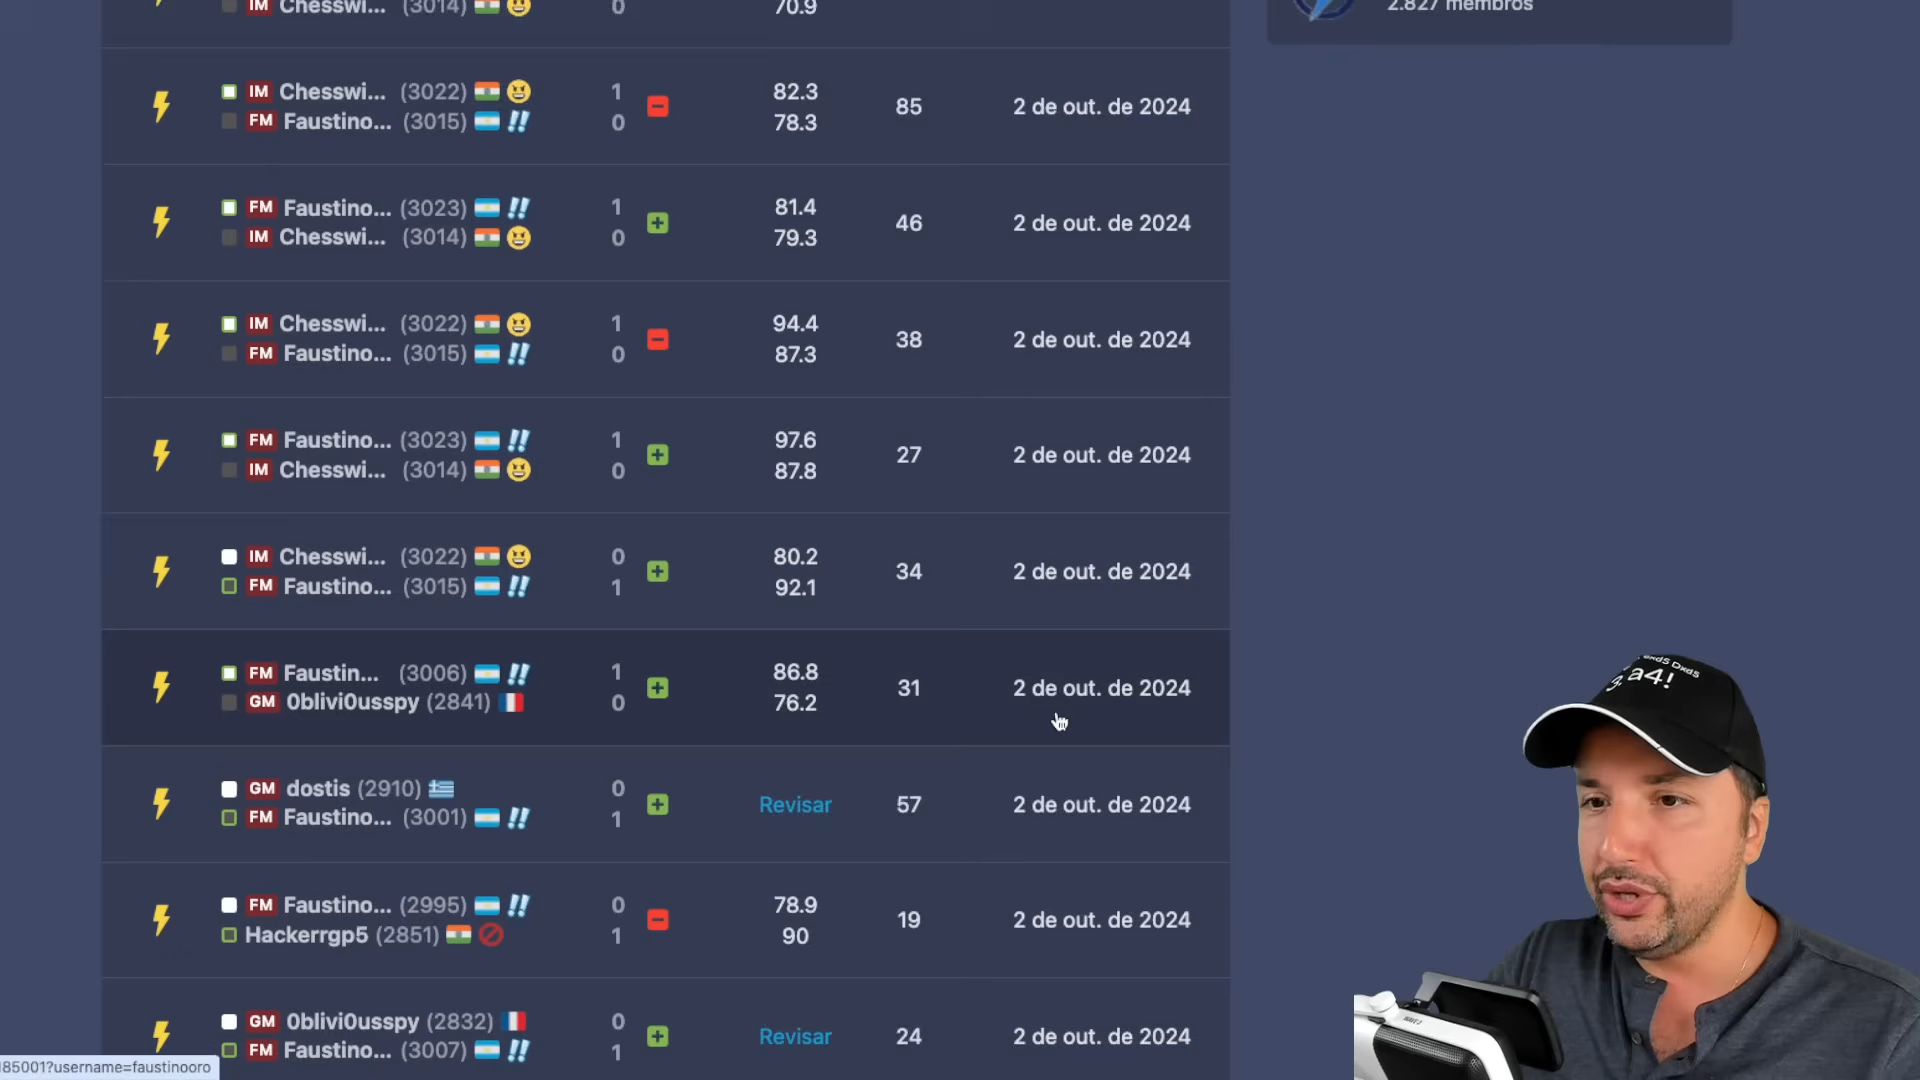 IM Chesswi... (3014) 0 70.9
2.827 membros
IM Chesswi... (3022) 1 82.3 85 2 de out. de 2024
FM Faustino... (3015) 0 78.3
FM Faustino... (3023) 1 81.4 46 2 de out. de 2024
IM Chesswi... (3014) 0 79.3
IM Chesswi... (3022) 1 94.4 38 2 de out. de 2024
FM Faustino... (3015) 0 87.3
FM Faustino... (3023) 1 97.6 27 2 de out. de 2024
IM Chesswi... (3014) 0 87.8
IM Chesswi... (3022) 0 80.2 34 2 de out. de 2024
FM Faustino... (3015) 1 92.1
FM Faustin... (3006) 1 86.8 31 2 de out. de 2024
GM 0blivi0usspy (2841) 0 76.2
GM dostis (2910) 0 Revisar 57 2 de out. de 2024
FM Faustino... (3001) 1
FM Faustino... (2995) 0 78.9 19 2 de out. de 2024
Hackerrgp5 (2851) 1 90
GM 0blivi0usspy (2832) 0 Revisar 24 2 de out. de 2024
FM Faustino... (3007) 1
185001?username=faustinooro
a4!